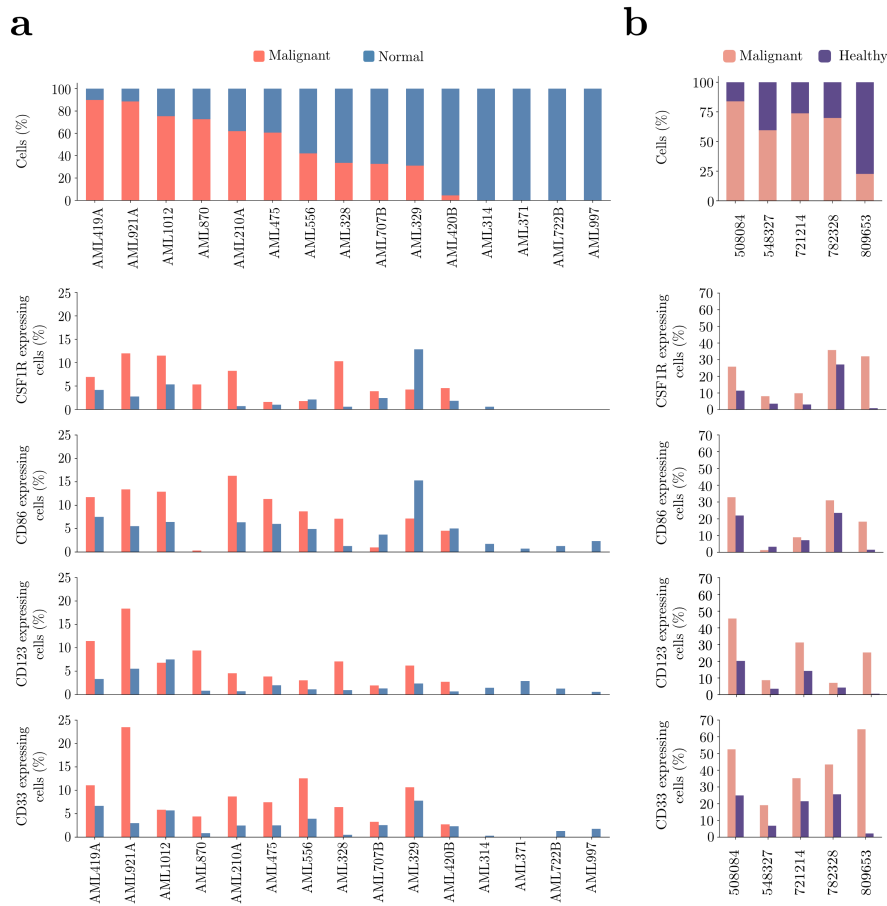 a
b
Malignant
Normal
Malignant
Healthy
Cells (%)
100
80
60
40
20
0
AML419A
AML921A
AML1012
AML870
AML210A
AML475
AML556
AML328
AML707B
AML329
AML420B
AML314
AML371
AML722B
AML997
Cells (%)
100
75
50
25
0
508084
548327
721214
782328
809653
CSF1R expressing
cells (%)
25
20
15
10
5
0
CSF1R expressing
cells (%)
70
60
50
40
30
20
10
0
CD86 expressing
cells (%)
25
20
15
10
5
0
CD86 expressing
cells (%)
70
60
50
40
30
20
10
0
CD123 expressing
cells (%)
25
20
15
10
5
0
CD123 expressing
cells (%)
70
60
50
40
30
20
10
0
CD33 expressing
cells (%)
25
20
15
10
5
0
AML419A
AML921A
AML1012
AML870
AML210A
AML475
AML556
AML328
AML707B
AML329
AML420B
AML314
AML371
AML722B
AML997
CD33 expressing
cells (%)
70
60
50
40
30
20
10
0
508084
548327
721214
782328
809653